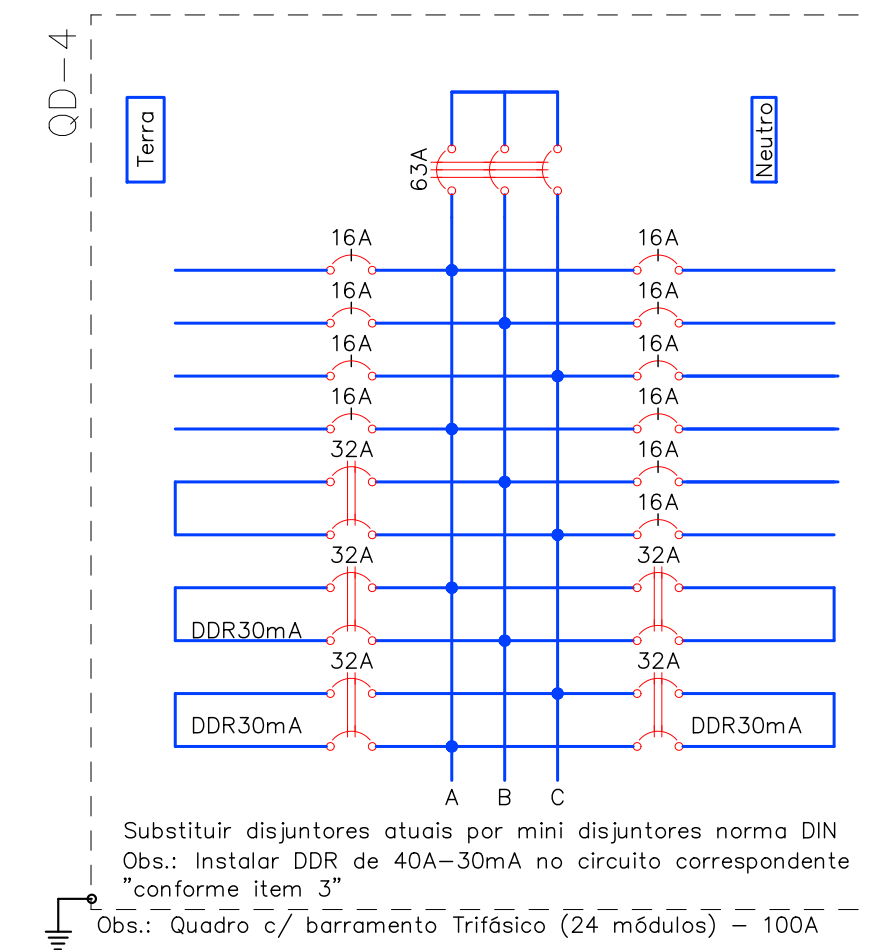 QD-4
Terra
Neutro
63A
16A 16A
16A 16A
16A 16A
16A 16A
32A 16A
16A
32A 32A
DDR30mA
32A 32A
DDR30mA DDR30mA
A B C
Substituir disjuntores atuais por mini disjuntores norma DIN
Obs.: Instalar DDR de 40A-30mA no circuito correspondente
"conforme item 3"
Obs.: Quadro c/ barramento Trifásico (24 módulos) - 100A